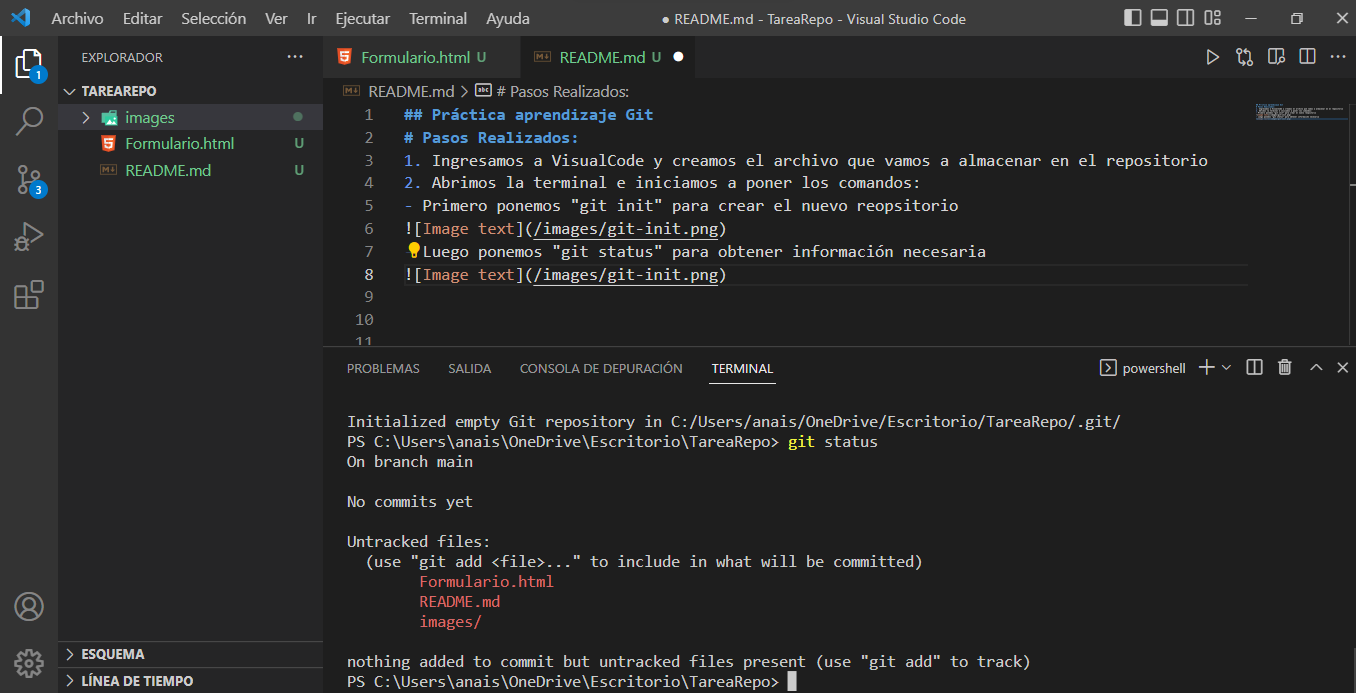 Archivo Editar Selección Ver Ir Ejecutar Terminal Ayuda
● README.md - TareaRepo - Visual Studio Code
EXPLORADOR ...
TAREAREPO
images
Formulario.html U
README.md U
ESQUEMA
LÍNEA DE TIEMPO
1
3
Formulario.html U
README.md U
README.md > # Pasos Realizados:
1 ## Práctica aprendizaje Git
2 # Pasos Realizados:
3 1. Ingresamos a VisualCode y creamos el archivo que vamos a almacenar en el repositorio
4 2. Abrimos la terminal e iniciamos a poner los comandos:
5 - Primero ponemos "git init" para crear el nuevo reopsitorio
6 ![Image text](/images/git-init.png)
7 Luego ponemos "git status" para obtener información necesaria
8 ![Image text](/images/git-init.png)
9
10
11
PROBLEMAS SALIDA CONSOLA DE DEPURACIÓN TERMINAL
powershell
Initialized empty Git repository in C:/Users/anais/OneDrive/Escritorio/TareaRepo/.git/
PS C:\Users\anais\OneDrive\Escritorio\TareaRepo> git status
On branch main
No commits yet
Untracked files:
(use "git add <file>..." to include in what will be committed)
Formulario.html
README.md
images/
nothing added to commit but untracked files present (use "git add" to track)
PS C:\Users\anais\OneDrive\Escritorio\TareaRepo>